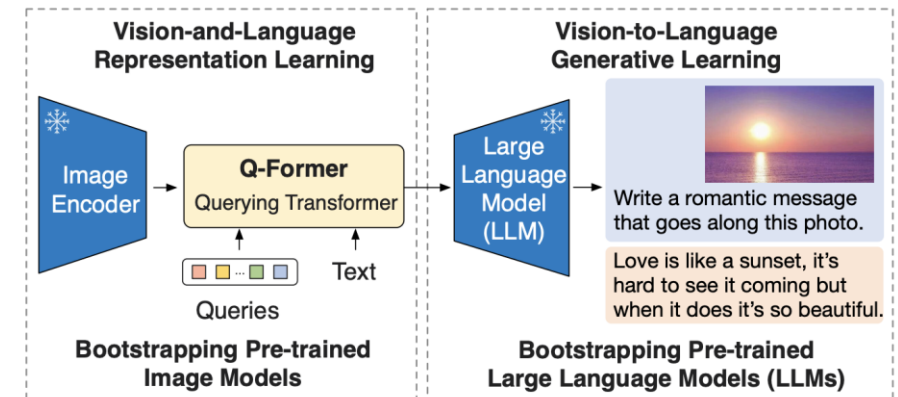 Vision-and-Language
Representation Learning
Image
Encoder
Q-Former
Querying Transformer
...
Queries
Text
Bootstrapping Pre-trained
Image Models
Vision-to-Language
Generative Learning
Large
Language
Model
(LLM)
Write a romantic message
that goes along this photo.
Love is like a sunset, it's
hard to see it coming but
when it does it's so beautiful.
Bootstrapping Pre-trained
Large Language Models (LLMs)